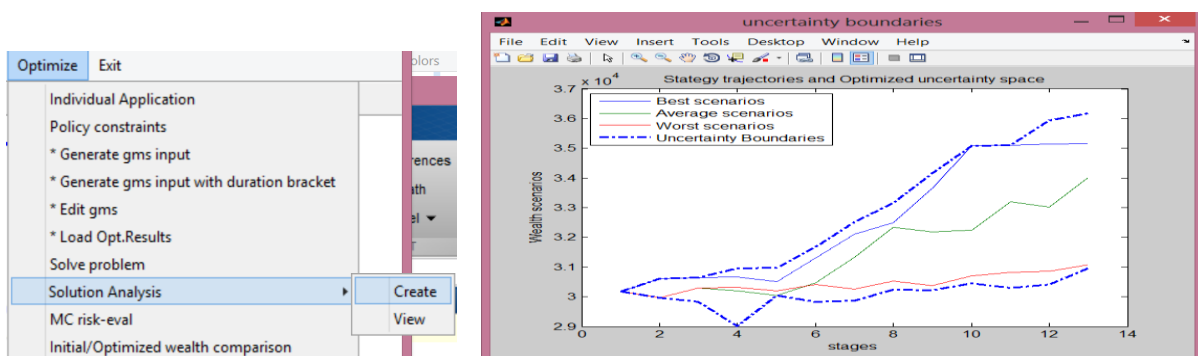 Optimize Exit
olors
Individual Application
Policy constraints
* Generate gms input
* Generate gms input with duration bracket
* Edit gms
* Load Opt.Results
Solve problem
Solution Analysis
Create
MC risk-eval
View
Initial/Optimized wealth comparison
rences
ath
el
uncertainty boundaries
File Edit View Insert Tools Desktop Window Help
x 10^4
Stategy trajectories and Optimized uncertainty space
Best scenarios
Average scenarios
Worst scenarios
Uncertainty Boundaries
Wealth scenarios
3.7
3.6
3.5
3.4
3.3
3.2
3.1
3
2.9
0 2 4 6 8 10 12 14
stages